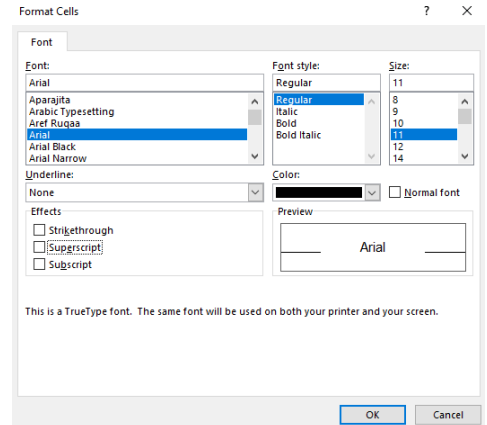 Format Cells ? ×
Font
Font: Font style: Size:
Arial Regular 11
Aparajita Regular 8
Arabic Typesetting Italic 9
Aref Ruqaa Bold 10
Arial Bold Italic 11
Arial Black 12
Arial Narrow 14
Underline: Color:
None Normal font
Effects Preview
Strikethrough
Superscript Arial
Subscript
This is a TrueType font. The same font will be used on both your printer and your screen.
OK Cancel